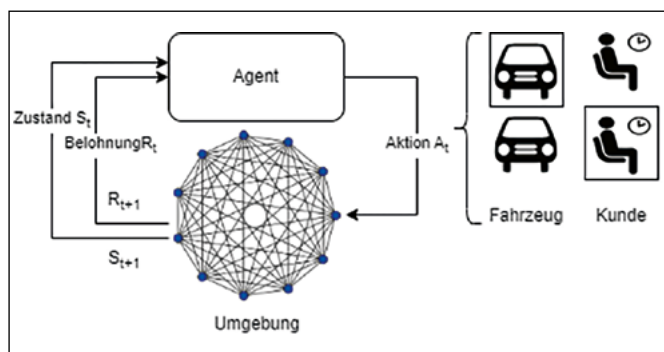 Agent
Zustand S_t
BelohnungR_t
Aktion A_t
R_t+1
S_t+1
Umgebung
Fahrzeug
Kunde